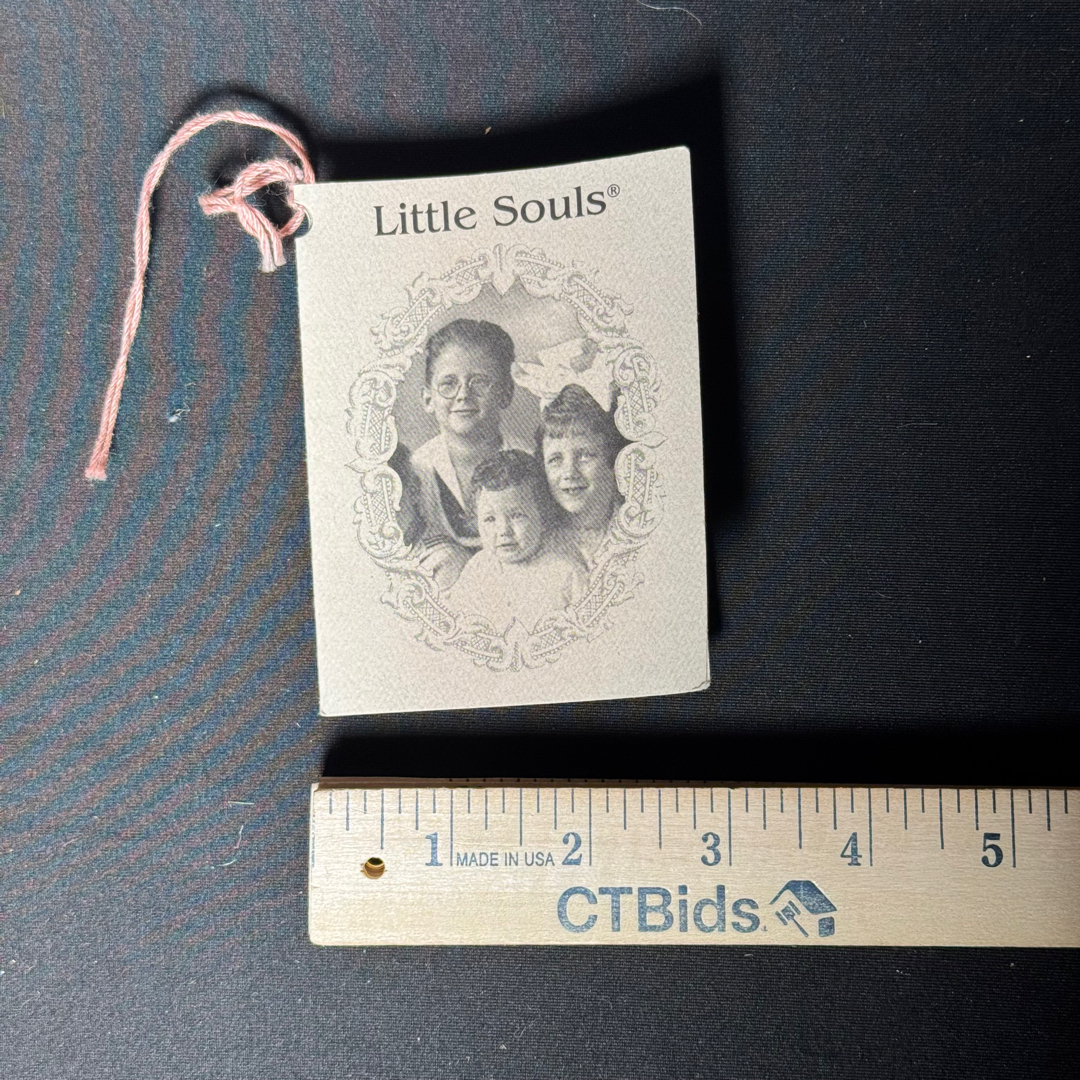 Little Souls®
1 MADE IN USA 2 3 4 5
CTBids.